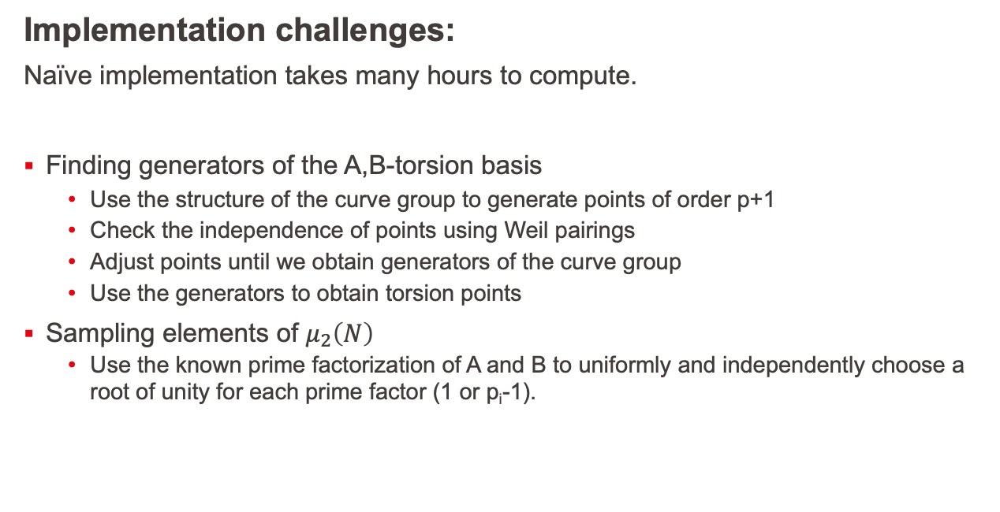 Implementation challenges:
Naïve implementation takes many hours to compute.
▪ Finding generators of the A,B-torsion basis
• Use the structure of the curve group to generate points of order p+1
• Check the independence of points using Weil pairings
• Adjust points until we obtain generators of the curve group
• Use the generators to obtain torsion points
▪ Sampling elements of 𝜇₂(𝑁)
• Use the known prime factorization of A and B to uniformly and independently choose a
root of unity for each prime factor (1 or pᵢ-1).